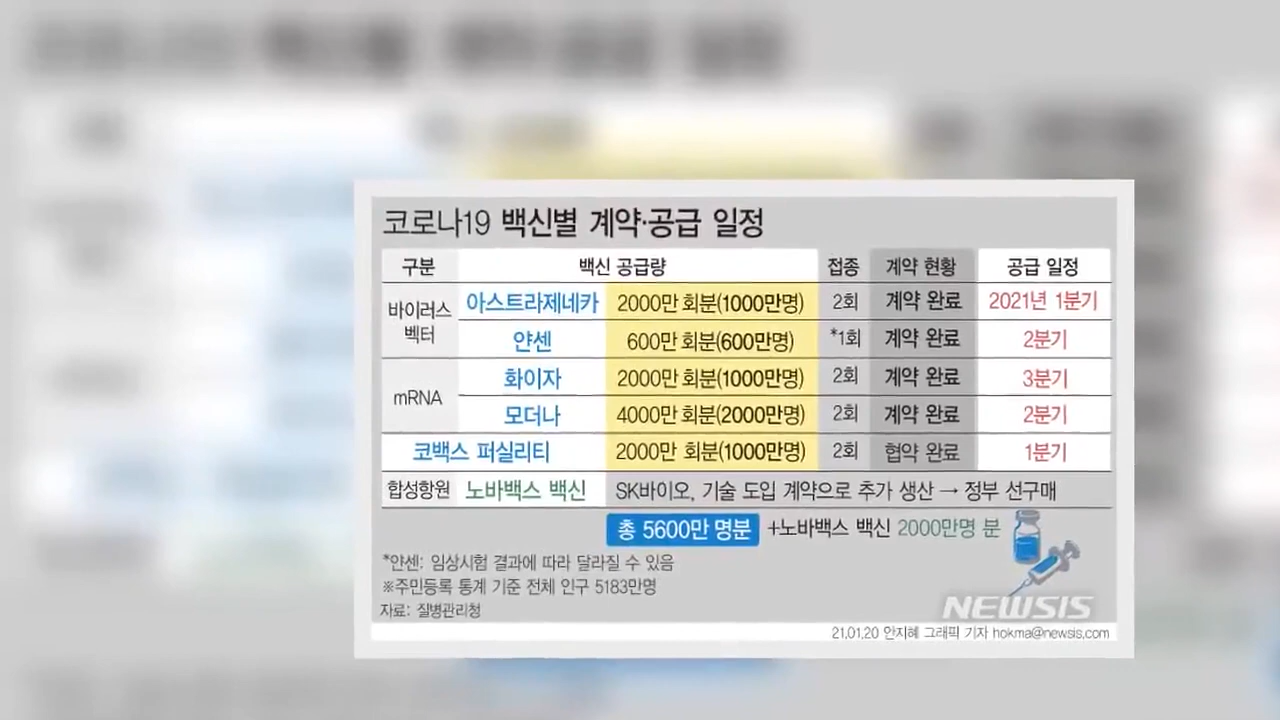 코로나19 백신별 계약·공급 일정
구분 백신 공급량 접종 계약 현황 공급 일정
바이러스 벡터 아스트라제네카 2000만 회분(1000만명) 2회 계약 완료 2021년 1분기
얀센 600만 회분(600만명) *1회 계약 완료 2분기
mRNA 화이자 2000만 회분(1000만명) 2회 계약 완료 3분기
모더나 4000만 회분(2000만명) 2회 계약 완료 2분기
코백스 퍼실리티 2000만 회분(1000만명) 2회 협약 완료 1분기
합성항원 노바백스 백신 SK바이오, 기술 도입 계약으로 추가 생산 → 정부 선구매
총 5600만 명분 +노바백스 백신 2000만명 분
*얀센: 임상시험 결과에 따라 달라질 수 있음
※주민등록 통계 기준 전체 인구 5183만명
자료: 질병관리청
NEWSIS
21.01.20 안지혜 그래픽 기자 hokma@newsis.com